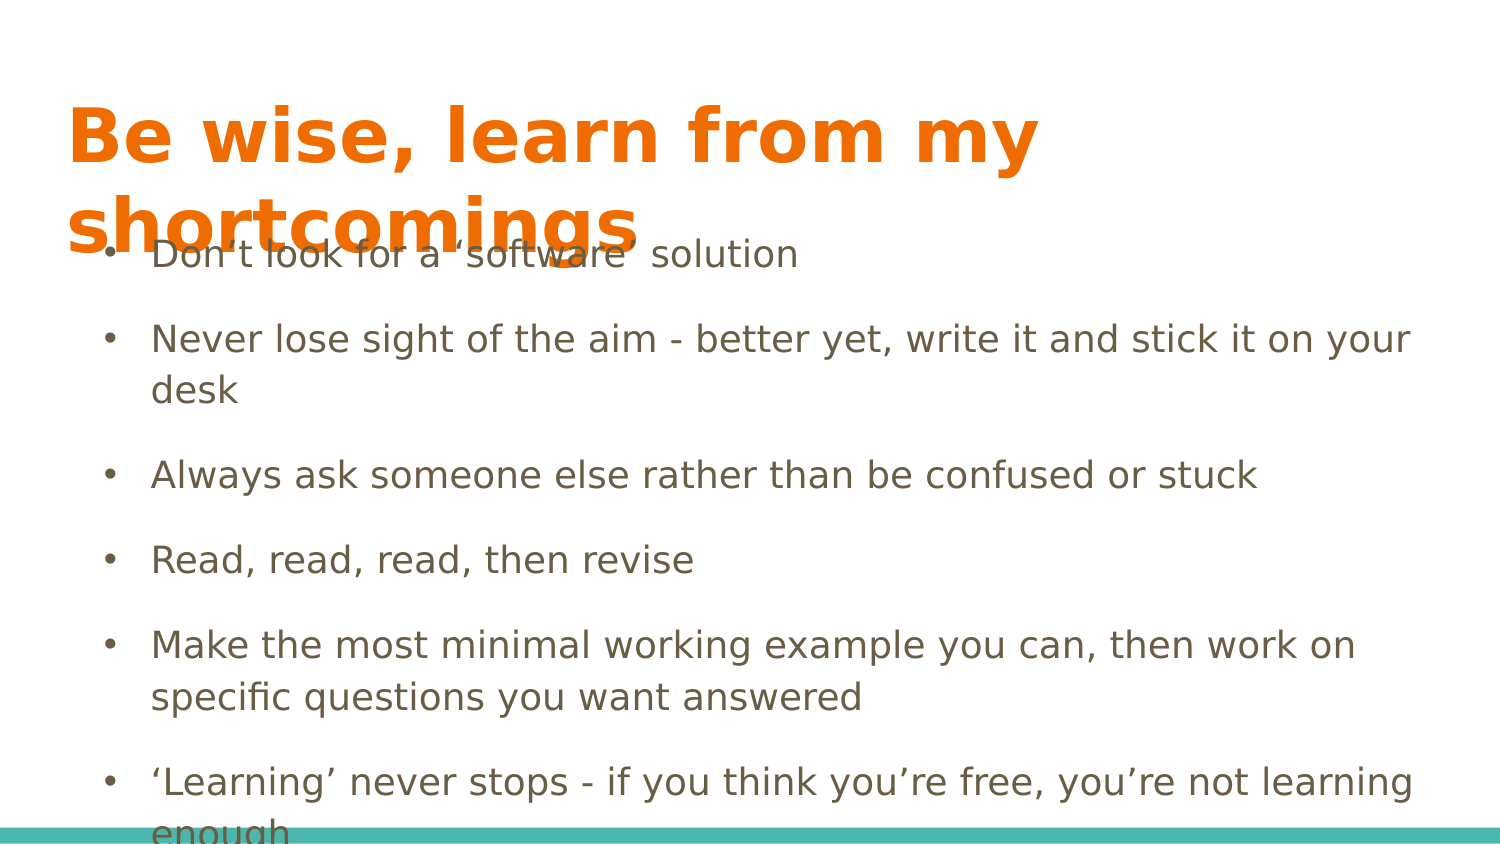 Be wise, learn from my
shortcomings
• Don’t look for a ‘software’ solution
• Never lose sight of the aim - better yet, write it and stick it on your
desk
• Always ask someone else rather than be confused or stuck
• Read, read, read, then revise
• Make the most minimal working example you can, then work on
specific questions you want answered
• ‘Learning’ never stops - if you think you’re free, you’re not learning
enough